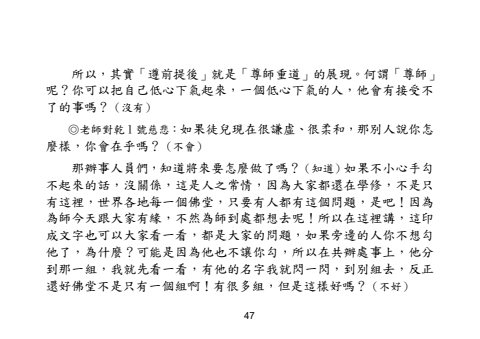 所以，其實「遵前提後」就是「尊師重道」的展現。何謂「尊師」
呢？你可以把自己低心下氣起來，一個低心下氣的人，他會有接受不
了的事嗎？（沒有）
◎老師對乾1號慈悲：如果徒兒現在很謙虛、很柔和，那別人說你怎
麼樣，你會在乎嗎？（不會）
那辦事人員們，知道將來要怎麼做了嗎？（知道）如果不小心手勾
不起來的話，沒關係，這是人之常情，因為大家都還在學修，不是只
有這裡，世界各地每一個佛堂，只要有人都有這個問題，是吧！因為
為師今天跟大家有緣，不然為師到處都想去呢！所以在這裡講，這印
成文字也可以大家看一看，都是大家的問題，如果旁邊的人你不想勾
他了，為什麼？可能是因為他也不讓你勾，所以在共辦處事上，他分
到那一組，我就先看一看，有他的名字我就閃一閃，到別組去，反正
還好佛堂不是只有一個組啊！有很多組，但是這樣好嗎？（不好）
47